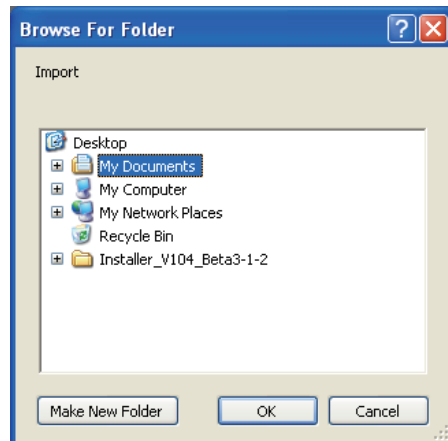 Browse For Folder
Import
Desktop
My Documents
My Computer
My Network Places
Recycle Bin
Installer_V104_Beta3-1-2
Make New Folder OK Cancel